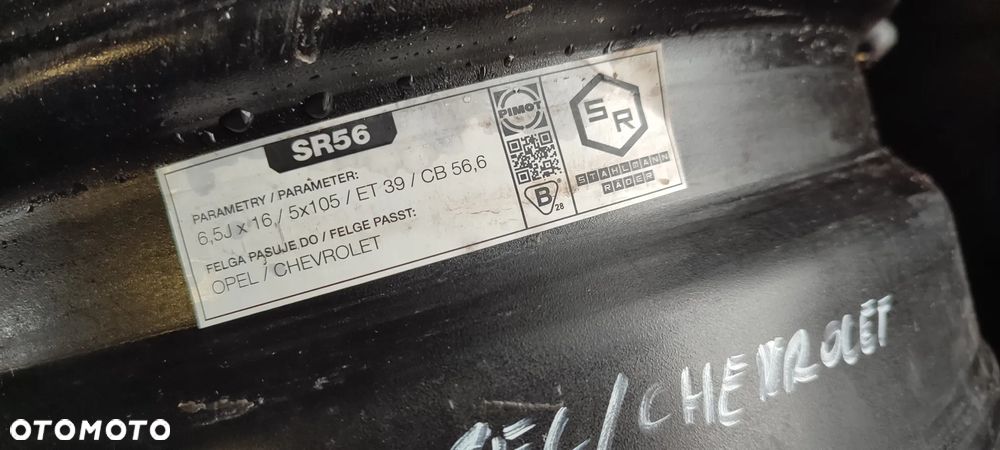 SR56
PARAMETRY / PARAMETER:
6,5J x 16 / 5x105 / ET 39 / CB 56,6
FELGA PASUJE DO / FELGE PASST:
OPEL / CHEVROLET
PIMOT
B
28
SR
STAHLMANN
RÄDER
/CHEVROLET
OTOMOTO